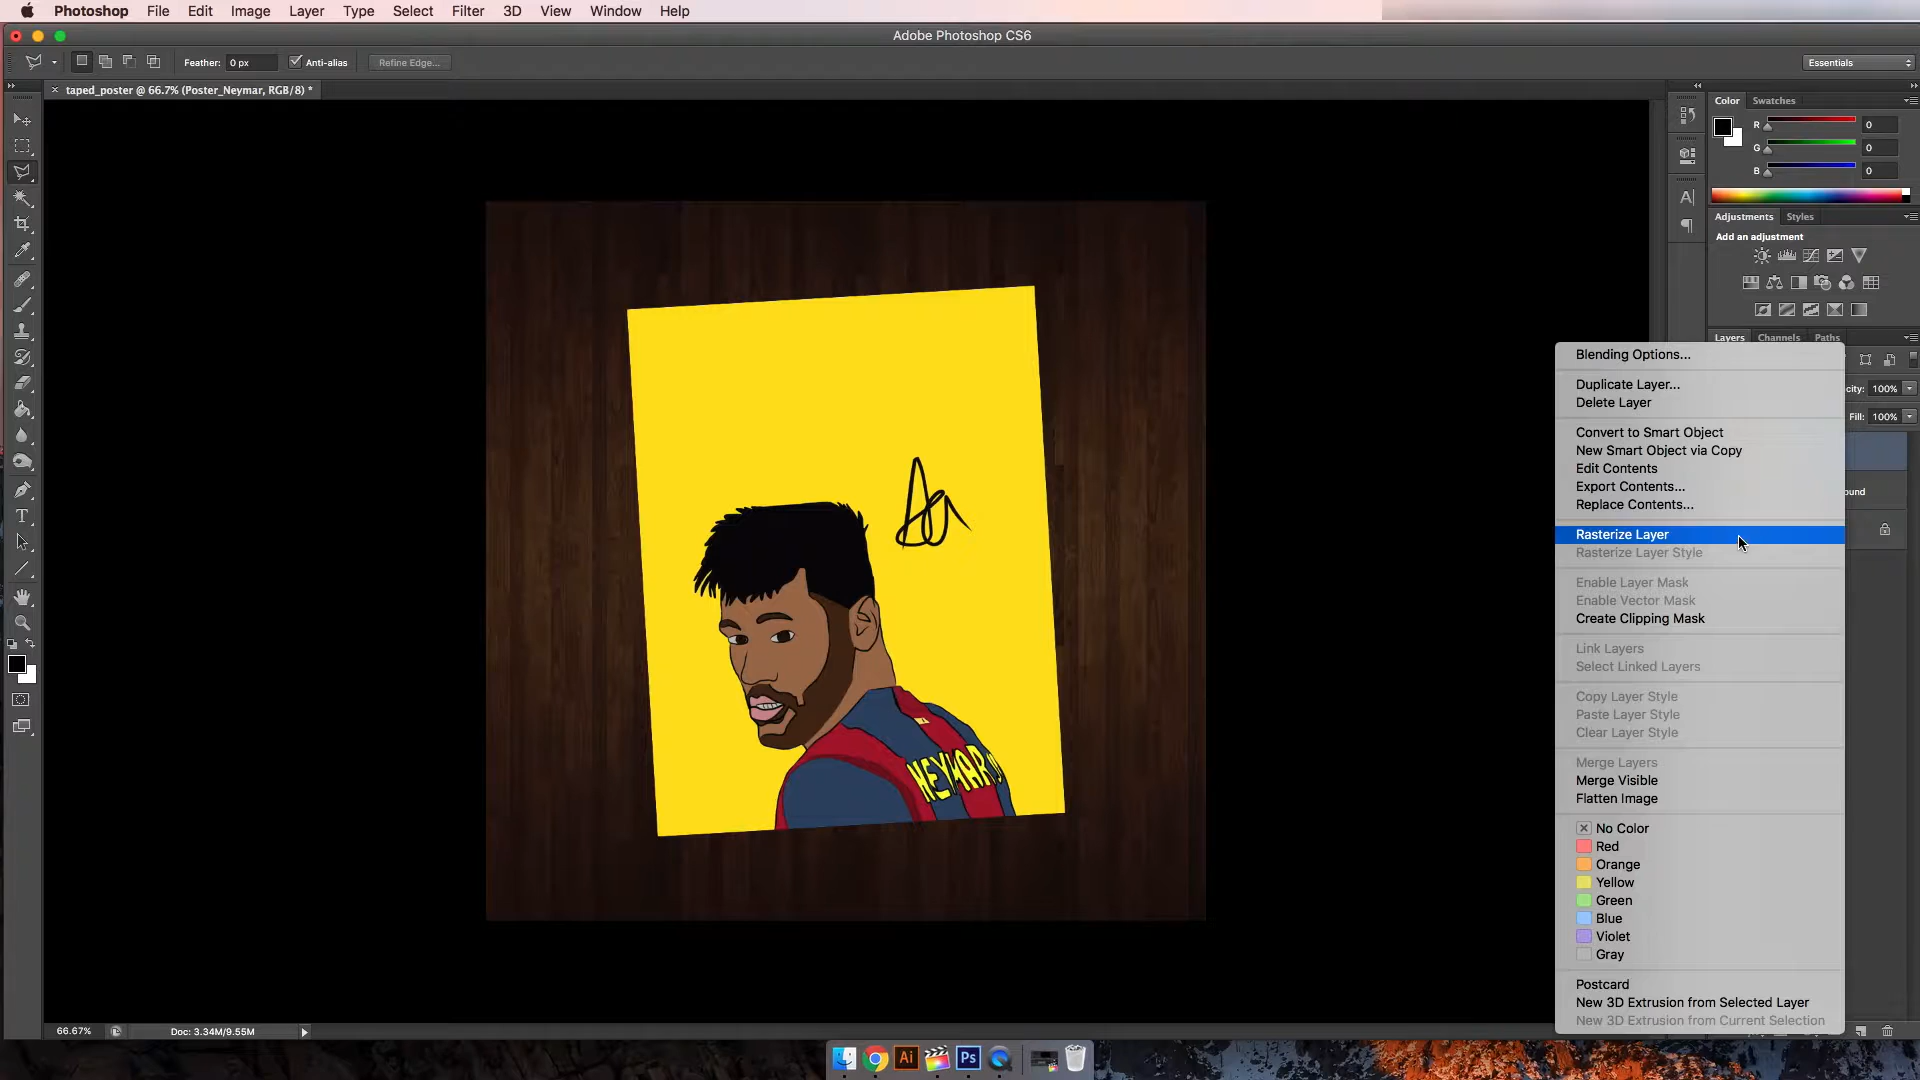 Photoshop File Edit Image Layer Type Select Filter 3D View Window Help
Adobe Photoshop CS6
Feather: 0 px Anti-alias Refine Edge... Essentials
× taped_poster @ 66.7% (Poster_Neymar, RGB/8) *
Color Swatches
R 0
G 0
B 0
Adjustments Styles
Add an adjustment
Layers Channels Paths
Blending Options...
Duplicate Layer...
Delete Layer
city: 100%
Fill: 100%
Convert to Smart Object
New Smart Object via Copy
Edit Contents
Export Contents...
Replace Contents...
ound
Rasterize Layer
Rasterize Layer Style
Enable Layer Mask
Enable Vector Mask
Create Clipping Mask
Link Layers
Select Linked Layers
Copy Layer Style
Paste Layer Style
Clear Layer Style
Merge Layers
Merge Visible
Flatten Image
No Color
Red
Orange
Yellow
Green
Blue
Violet
Gray
Postcard
New 3D Extrusion from Selected Layer
New 3D Extrusion from Current Selection
NEYMAR
66.67% Doc: 3.34M/9.55M
Ai Ps